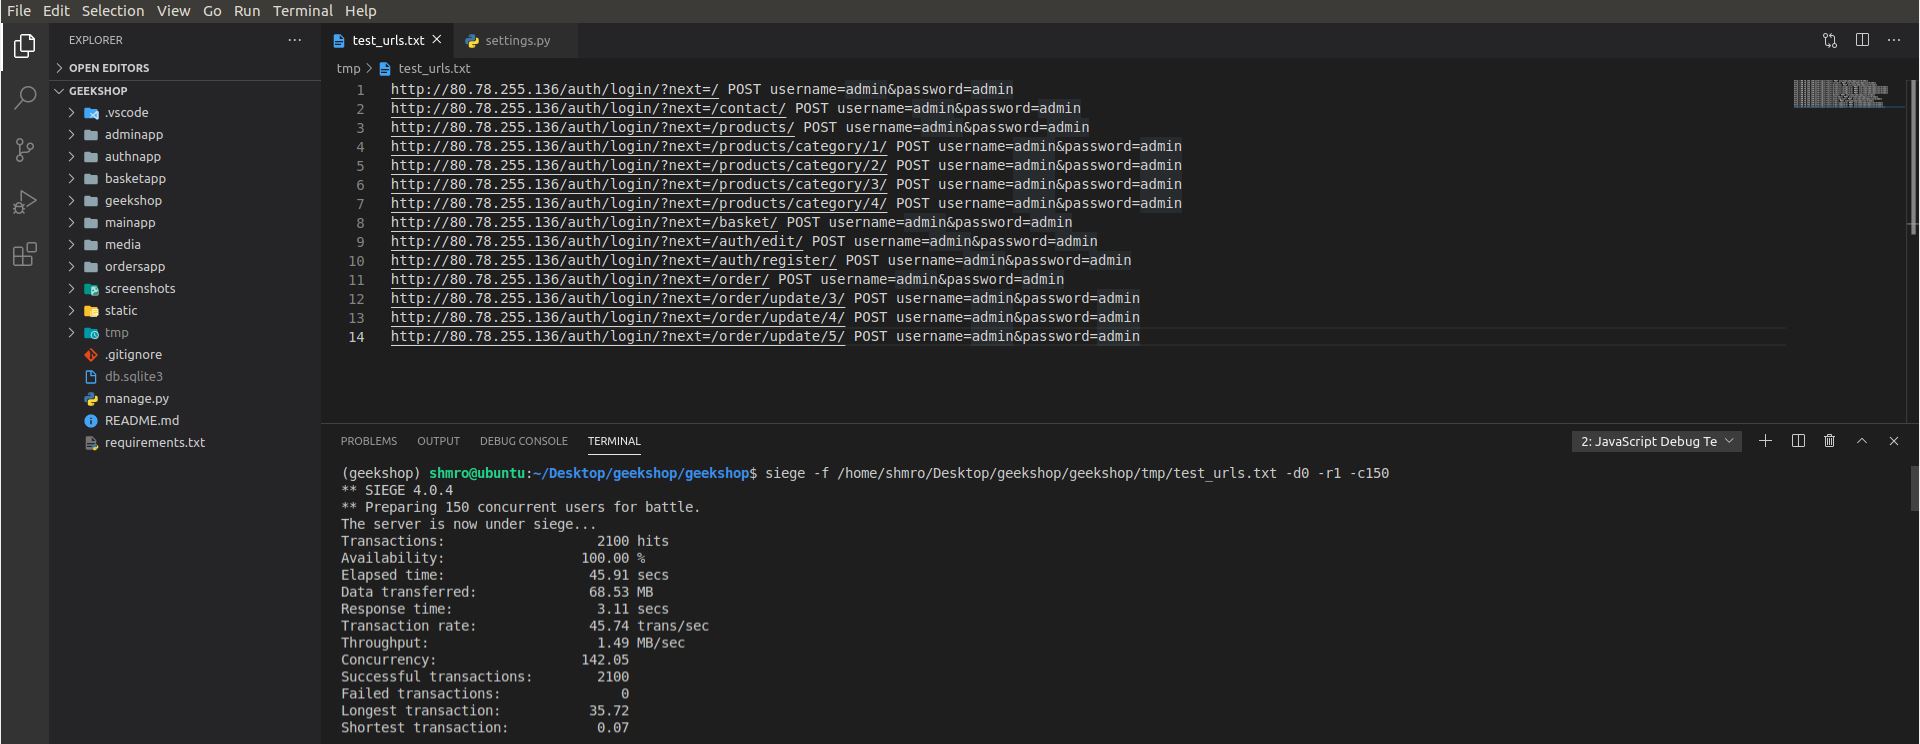 File Edit Selection View Go Run Terminal Help
EXPLORER
OPEN EDITORS
GEEKSHOP
.vscode
adminapp
authnapp
basketapp
geekshop
mainapp
media
ordersapp
screenshots
static
tmp
.gitignore
db.sqlite3
manage.py
README.md
requirements.txt
test_urls.txt settings.py
tmp > test_urls.txt
1 http://80.78.255.136/auth/login/?next=/ POST username=admin&password=admin
2 http://80.78.255.136/auth/login/?next=/contact/ POST username=admin&password=admin
3 http://80.78.255.136/auth/login/?next=/products/ POST username=admin&password=admin
4 http://80.78.255.136/auth/login/?next=/products/category/1/ POST username=admin&password=admin
5 http://80.78.255.136/auth/login/?next=/products/category/2/ POST username=admin&password=admin
6 http://80.78.255.136/auth/login/?next=/products/category/3/ POST username=admin&password=admin
7 http://80.78.255.136/auth/login/?next=/products/category/4/ POST username=admin&password=admin
8 http://80.78.255.136/auth/login/?next=/basket/ POST username=admin&password=admin
9 http://80.78.255.136/auth/login/?next=/auth/edit/ POST username=admin&password=admin
10 http://80.78.255.136/auth/login/?next=/auth/register/ POST username=admin&password=admin
11 http://80.78.255.136/auth/login/?next=/order/ POST username=admin&password=admin
12 http://80.78.255.136/auth/login/?next=/order/update/3/ POST username=admin&password=admin
13 http://80.78.255.136/auth/login/?next=/order/update/4/ POST username=admin&password=admin
14 http://80.78.255.136/auth/login/?next=/order/update/5/ POST username=admin&password=admin
PROBLEMS OUTPUT DEBUG CONSOLE TERMINAL 2: JavaScript Debug Te
(geekshop) shmro@ubuntu:~/Desktop/geekshop/geekshop$ siege -f /home/shmro/Desktop/geekshop/geekshop/tmp/test_urls.txt -d0 -r1 -c150
** SIEGE 4.0.4
** Preparing 150 concurrent users for battle.
The server is now under siege...
Transactions: 2100 hits
Availability: 100.00 %
Elapsed time: 45.91 secs
Data transferred: 68.53 MB
Response time: 3.11 secs
Transaction rate: 45.74 trans/sec
Throughput: 1.49 MB/sec
Concurrency: 142.05
Successful transactions: 2100
Failed transactions: 0
Longest transaction: 35.72
Shortest transaction: 0.07